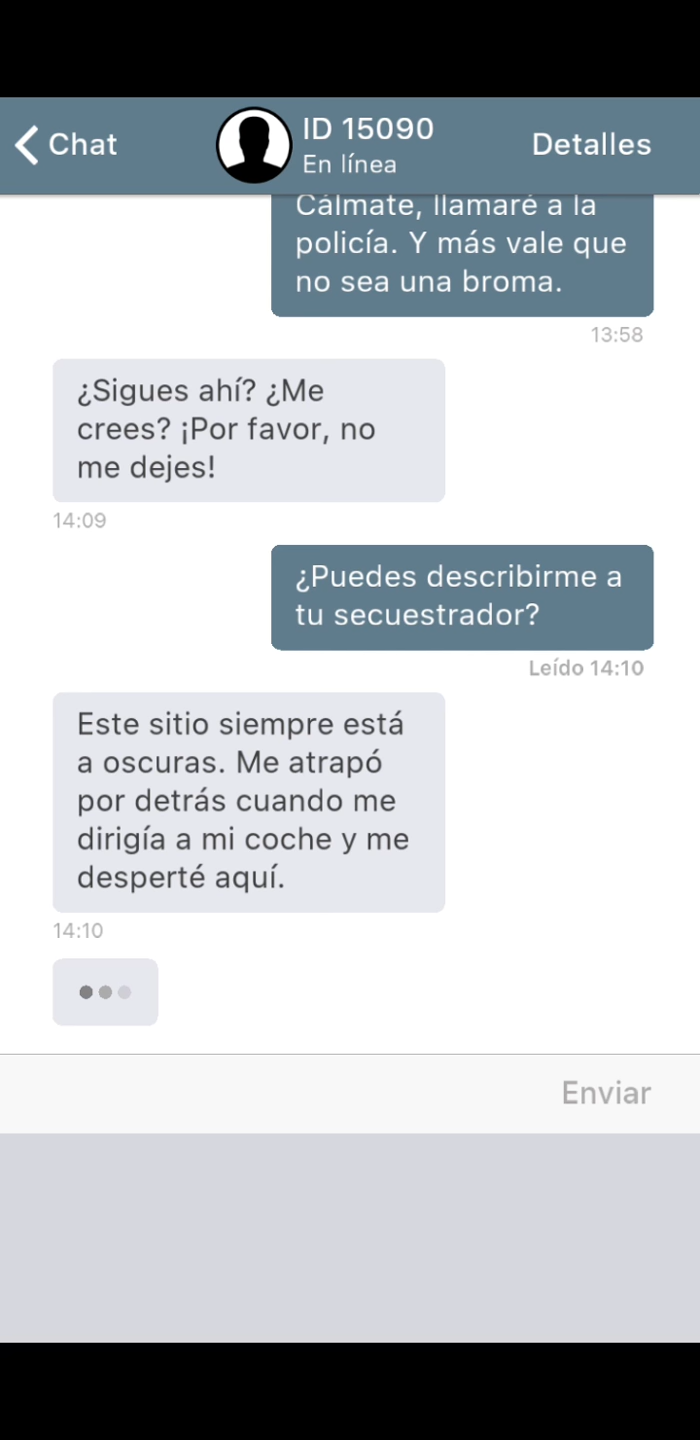 Chat
ID 15090
En línea
Detalles
Cálmate, llamaré a la
policía. Y más vale que
no sea una broma.
13:58
¿Sigues ahí? ¿Me
crees? ¡Por favor, no
me dejes!
14:09
¿Puedes describirme a
tu secuestrador?
Leído 14:10
Este sitio siempre está
a oscuras. Me atrapó
por detrás cuando me
dirigía a mi coche y me
desperté aquí.
14:10
Enviar